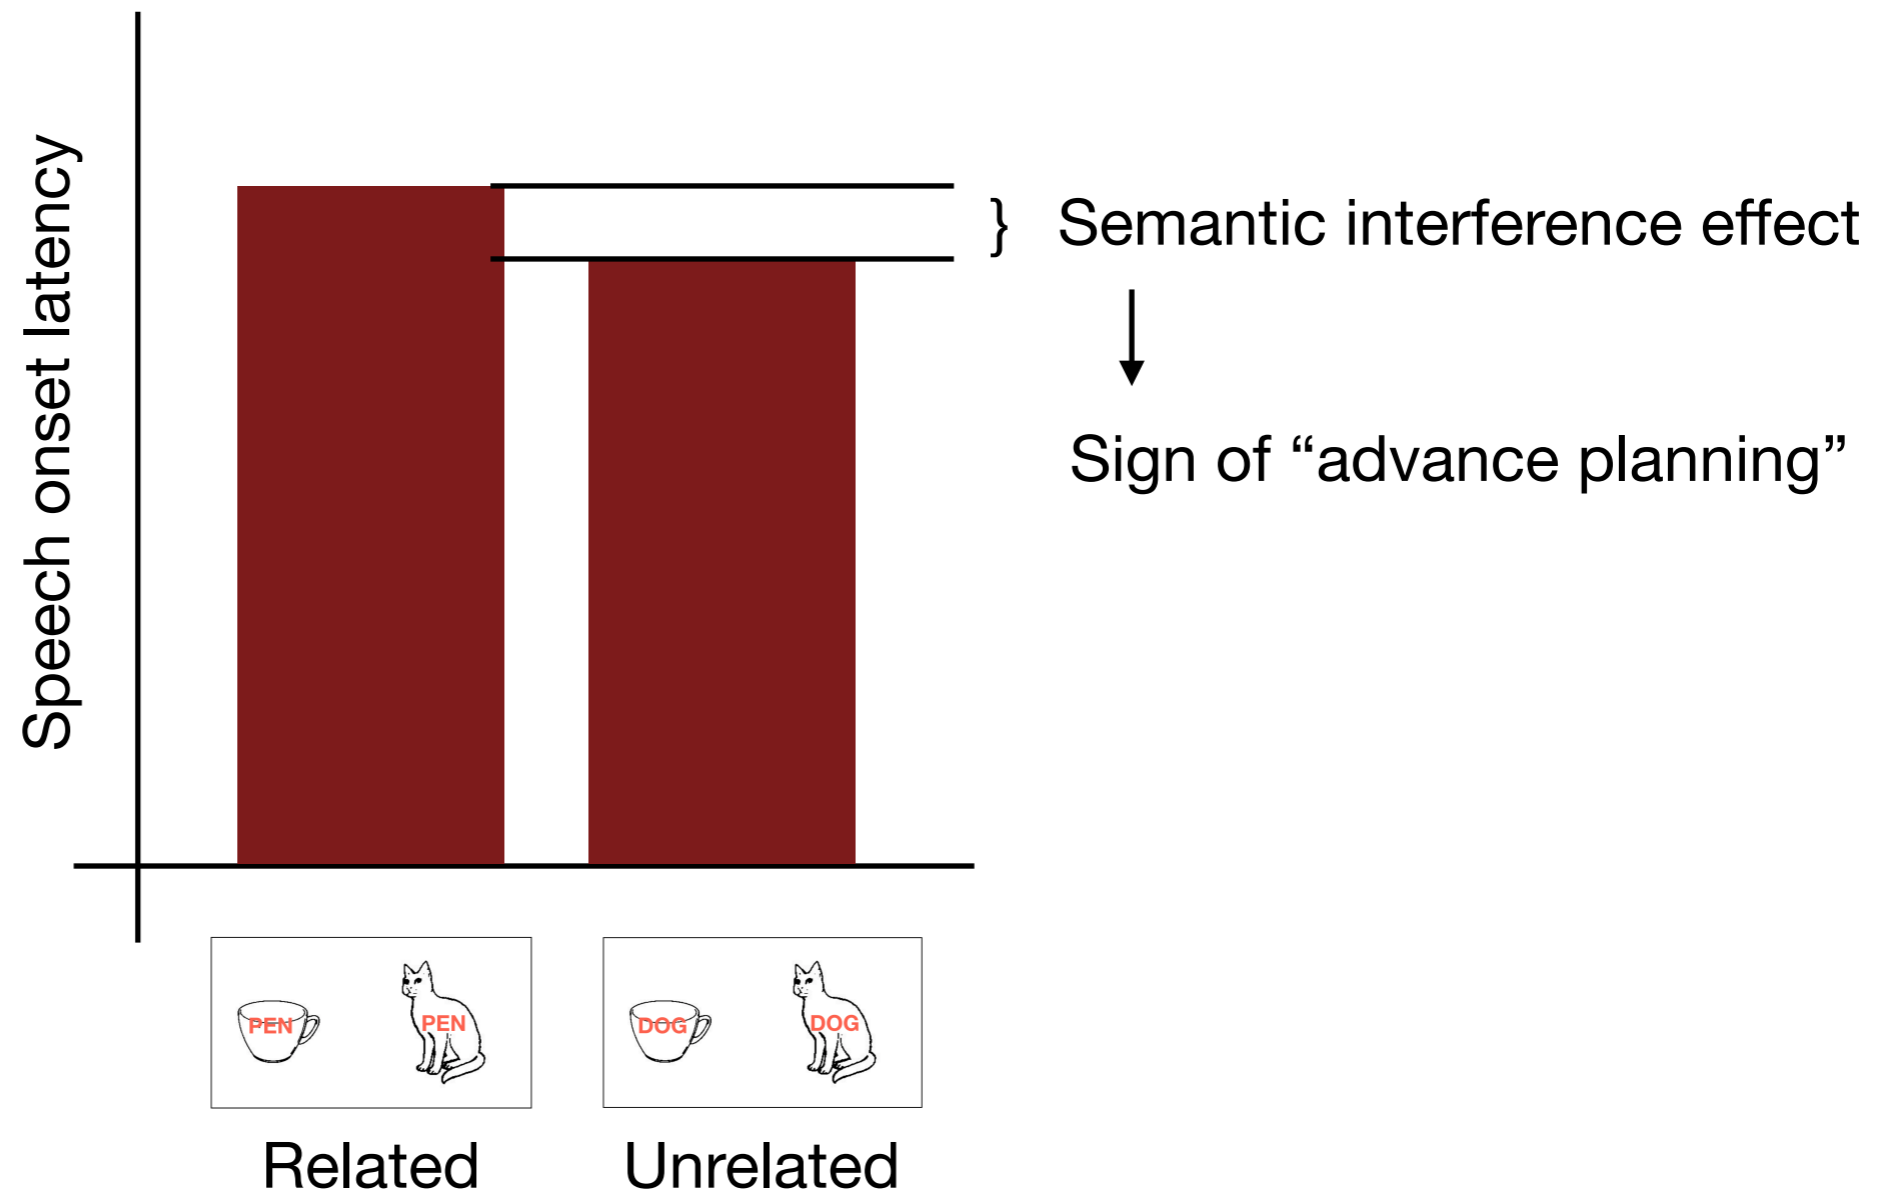 Speech onset latency
} Semantic interference effect
Sign of “advance planning”
PEN PEN
DOG DOG
Related
Unrelated